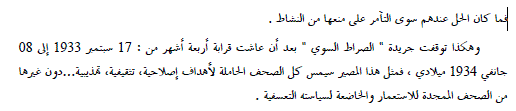 فما كان الحل عندهم سوى التآمر على منعها من النشاط .
وهكذا توقفت جريدة " الصراط السوي " بعد أن عاشت قرابة أربعة أشهر من : 17 سبتمبر 1933 إلى 08
جانفي 1934 ميلادي ، فمثل هذا المصير سيمس كل الصحف الحاملة لأهداف إصلاحية، تثقيفية، تهذيبية...دون غيرها
من الصحف الممجدة للاستعمار والخاضعة لسياسته التعسفية .